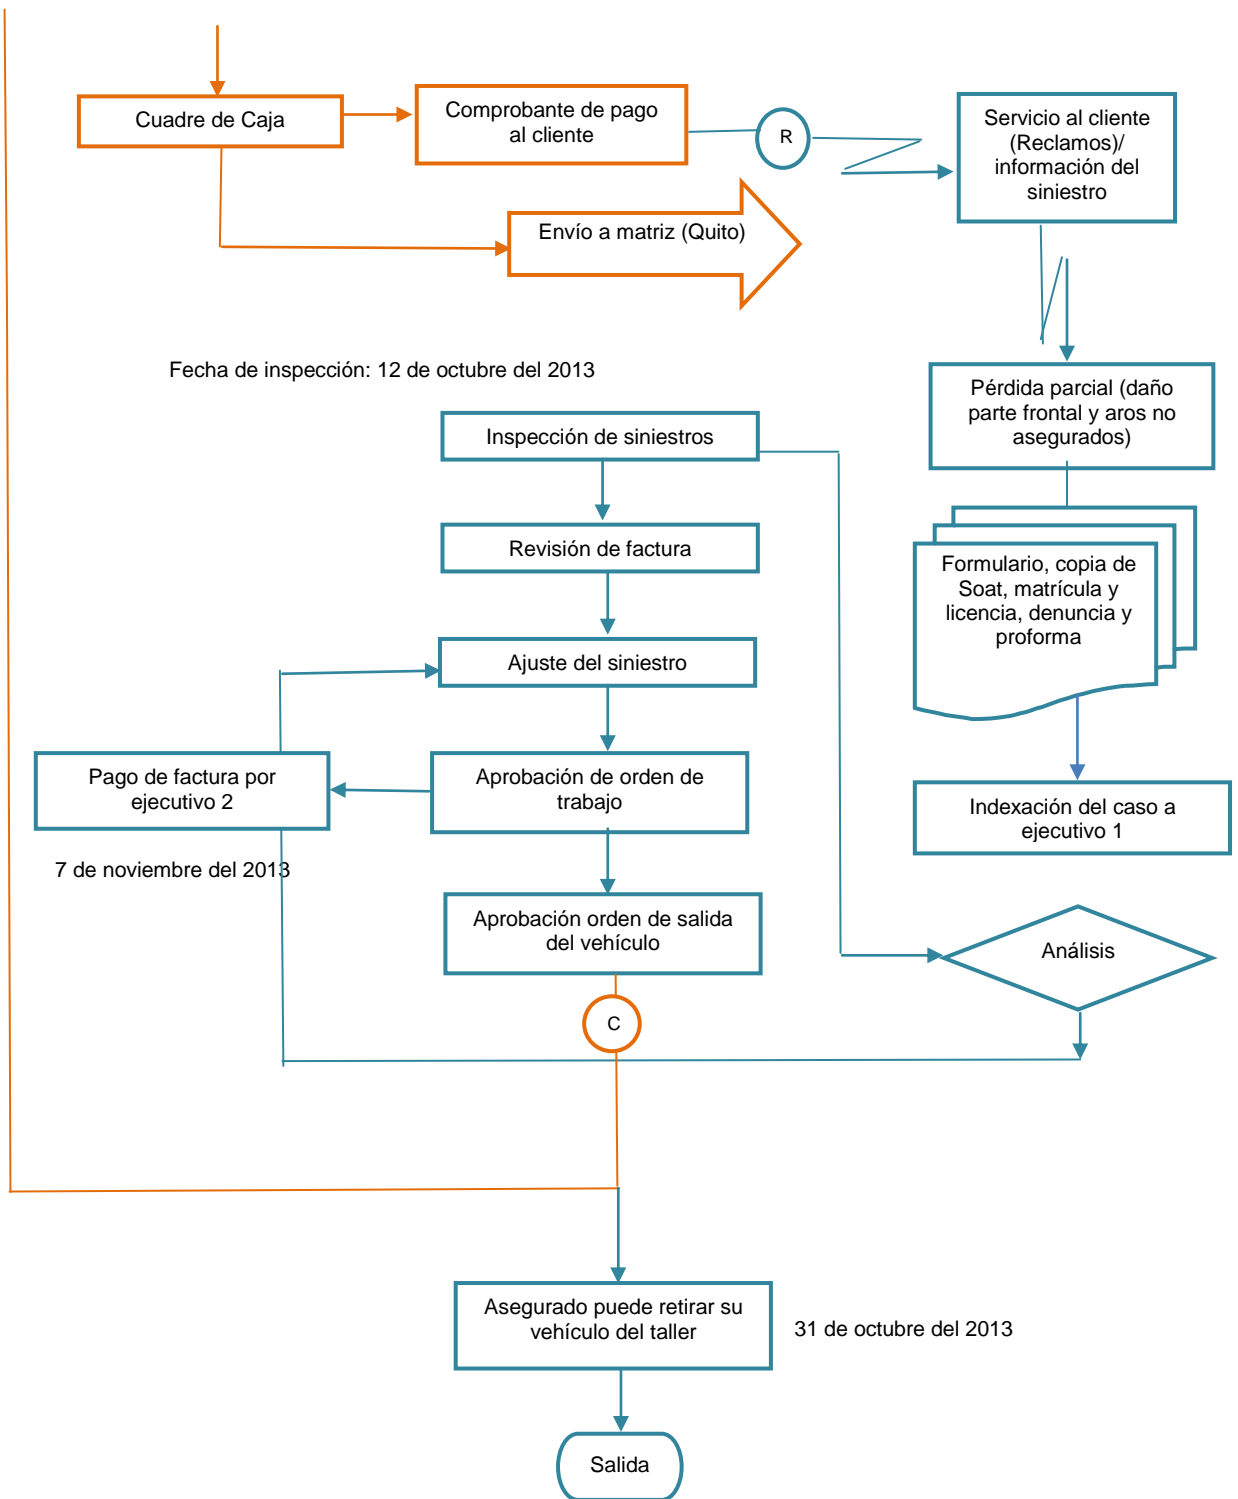 Cuadre de Caja
Comprobante de pago
al cliente
R
Servicio al cliente
(Reclamos)/
información del
siniestro
Envío a matriz (Quito)
Fecha de inspección: 12 de octubre del 2013
Pérdida parcial (daño
parte frontal y aros no
asegurados)
Inspección de siniestros
Revisión de factura
Formulario, copia de
Soat, matrícula y
licencia, denuncia y
proforma
Ajuste del siniestro
Pago de factura por
ejecutivo 2
Aprobación de orden de
trabajo
Indexación del caso a
ejecutivo 1
7 de noviembre del 2013
Aprobación orden de salida
del vehículo
Análisis
C
Asegurado puede retirar su
vehículo del taller
31 de octubre del 2013
Salida